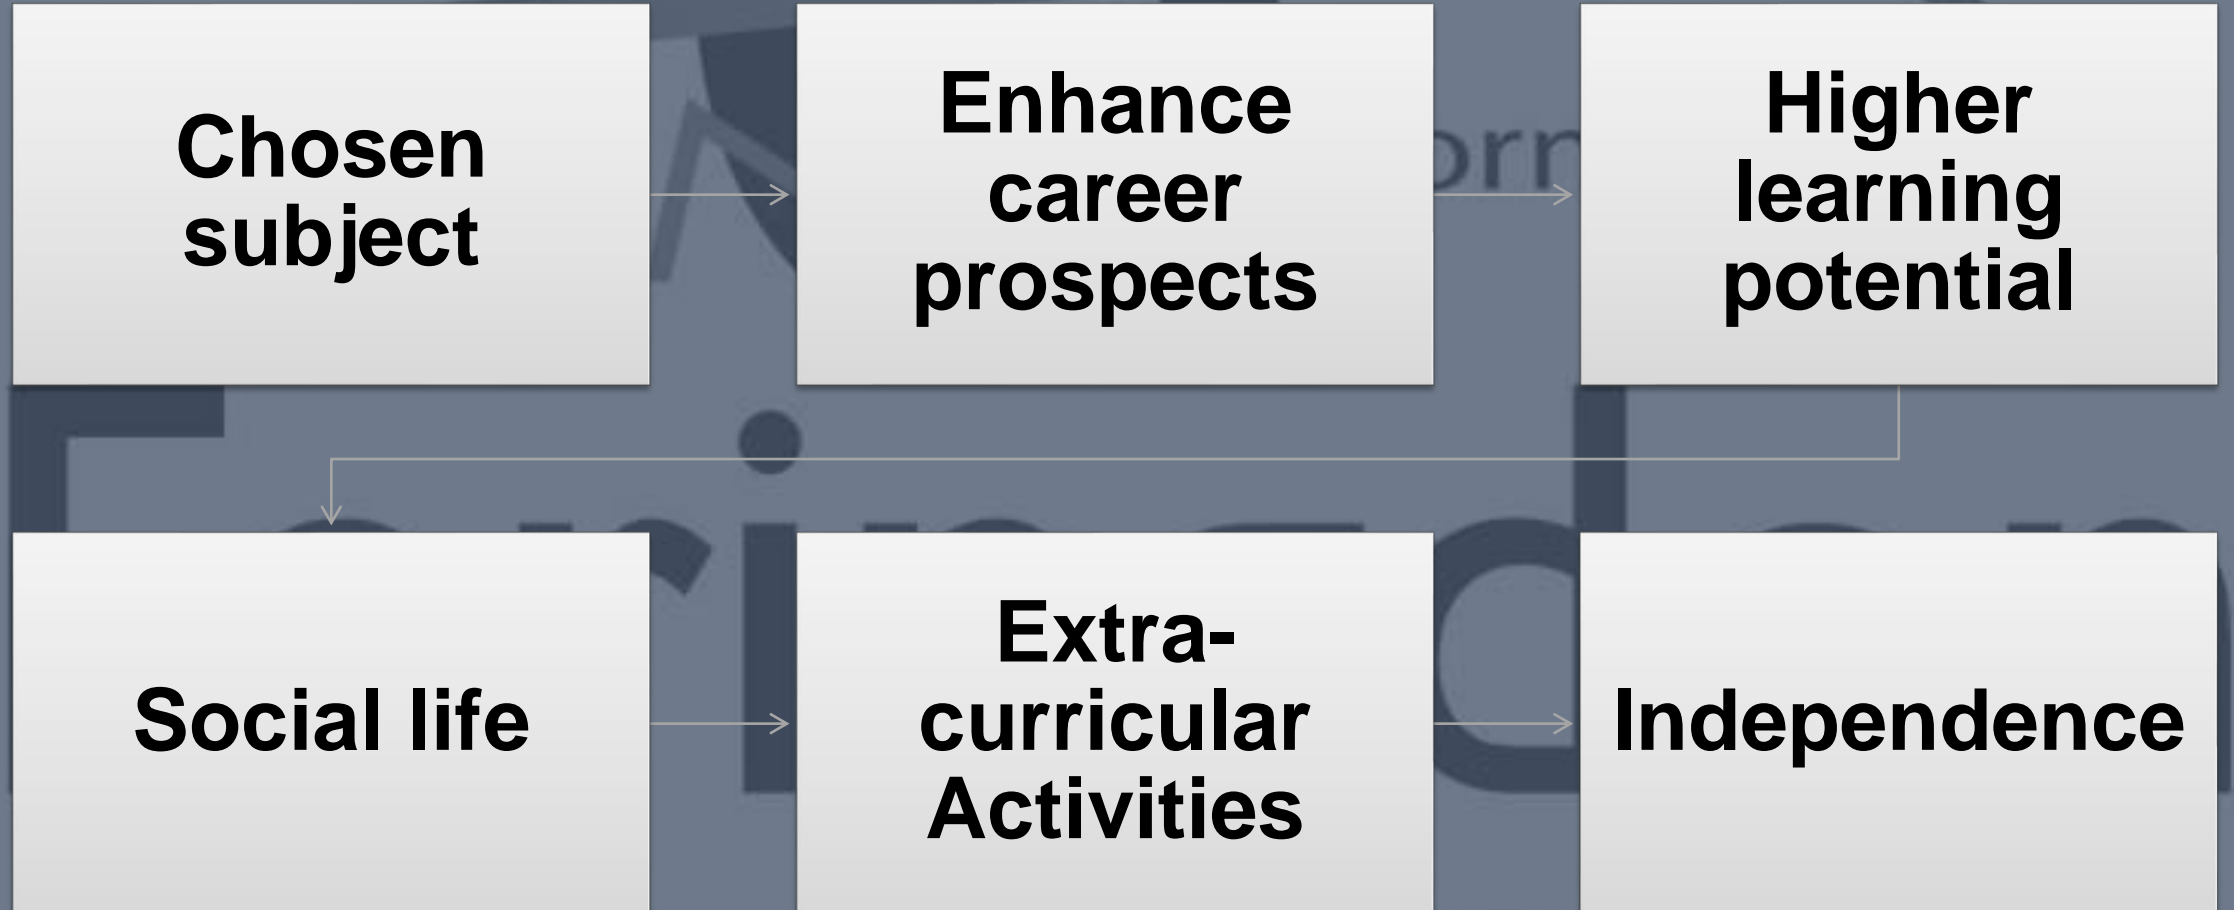 Chosen
subject
Enhance
career
prospects
Higher
learning
potential
Social life
Extra-
curricular
Activities
Independence